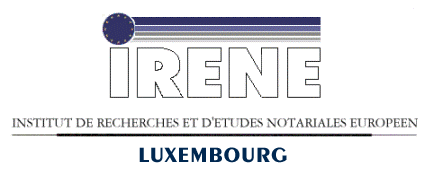 IRENE
INSTITUT DE RECHERCHES ET D'ETUDES NOTARIALES EUROPEEN
LUXEMBOURG